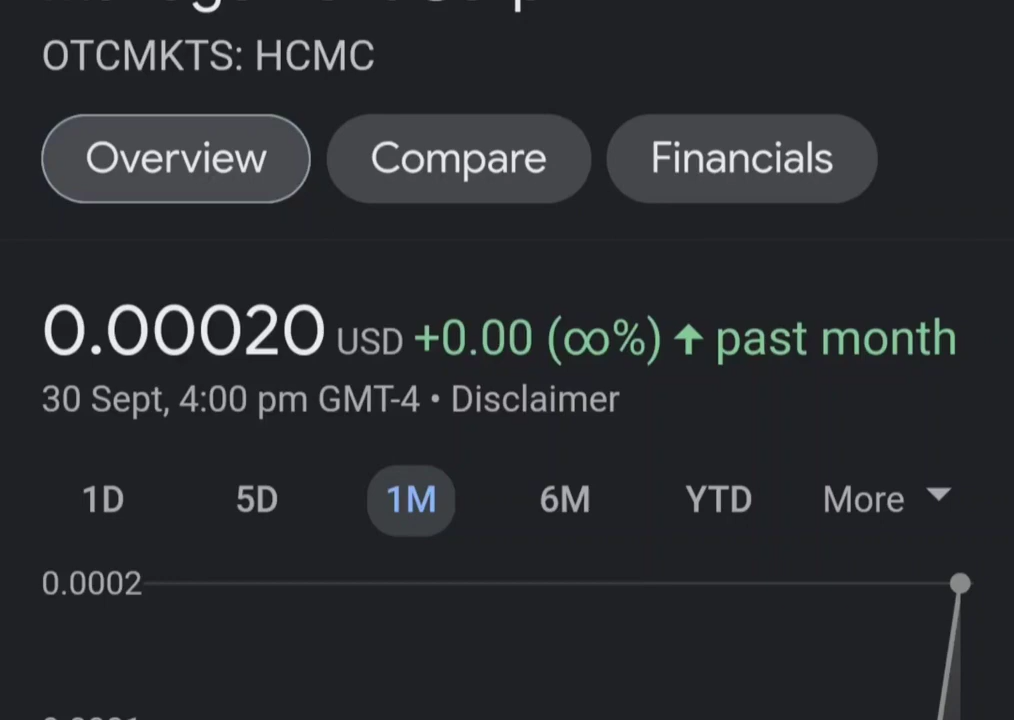 OTCMKTS: HCMC
Overview Compare Financials
0.00020 USD +0.00 (∞%) ↑ past month
30 Sept, 4:00 pm GMT-4 • Disclaimer
1D 5D 1M 6M YTD More
0.0002